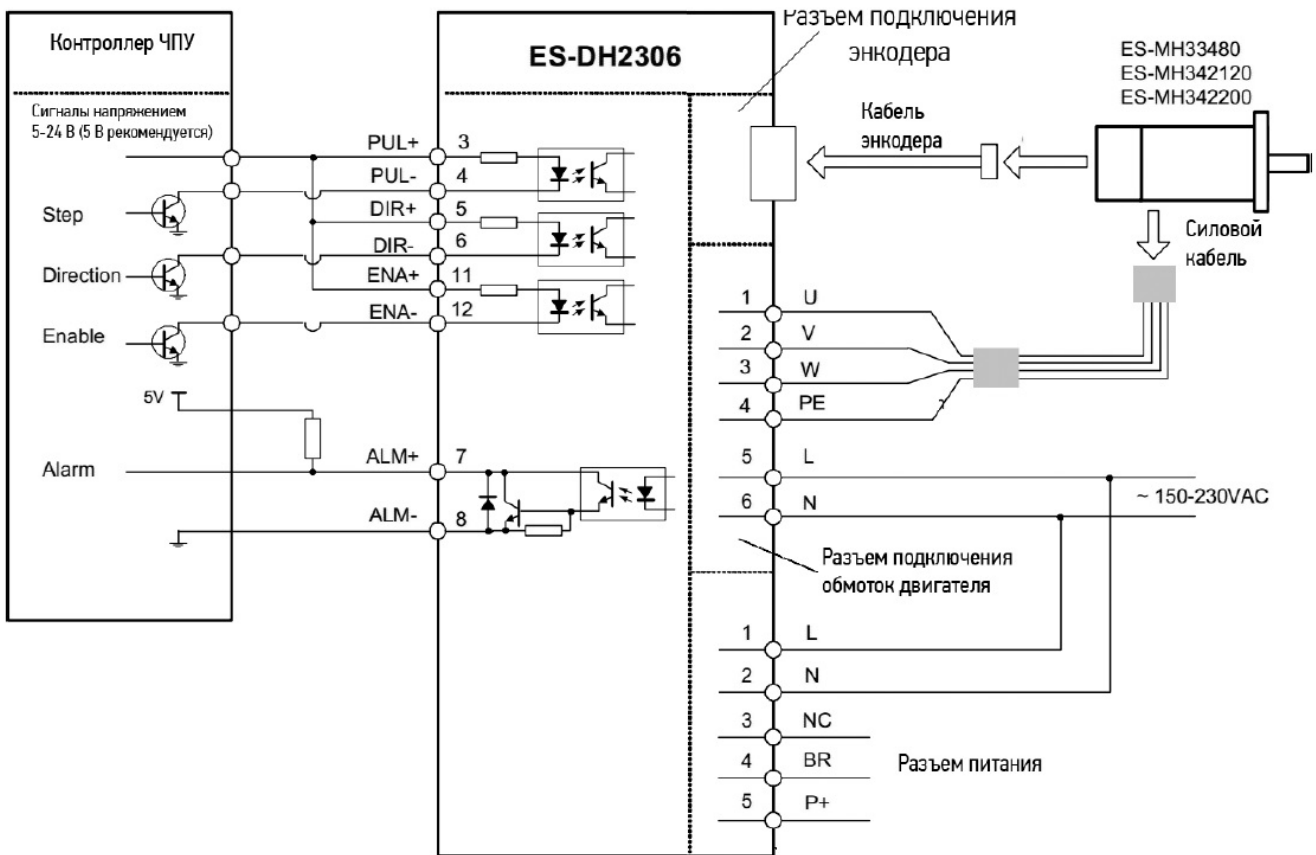 Контроллер ЧПУ
Сигналы напряжением
5-24 В (5 В рекомендуется)
Step
Direction
Enable
5V
Alarm
ES-DH2306
PUL+ 3
PUL- 4
DIR+ 5
DIR- 6
ENA+ 11
ENA- 12
ALM+ 7
ALM- 8
Разъем подключения
энкодера
Кабель
энкодера
ES-MH33480
ES-MH342120
ES-MH342200
Силовой
кабель
1 U
2 V
3 W
4 PE
5 L
6 N
~ 150-230VAC
Разъем подключения
обмоток двигателя
1 L
2 N
3 NC
4 BR
5 P+
Разъем питания